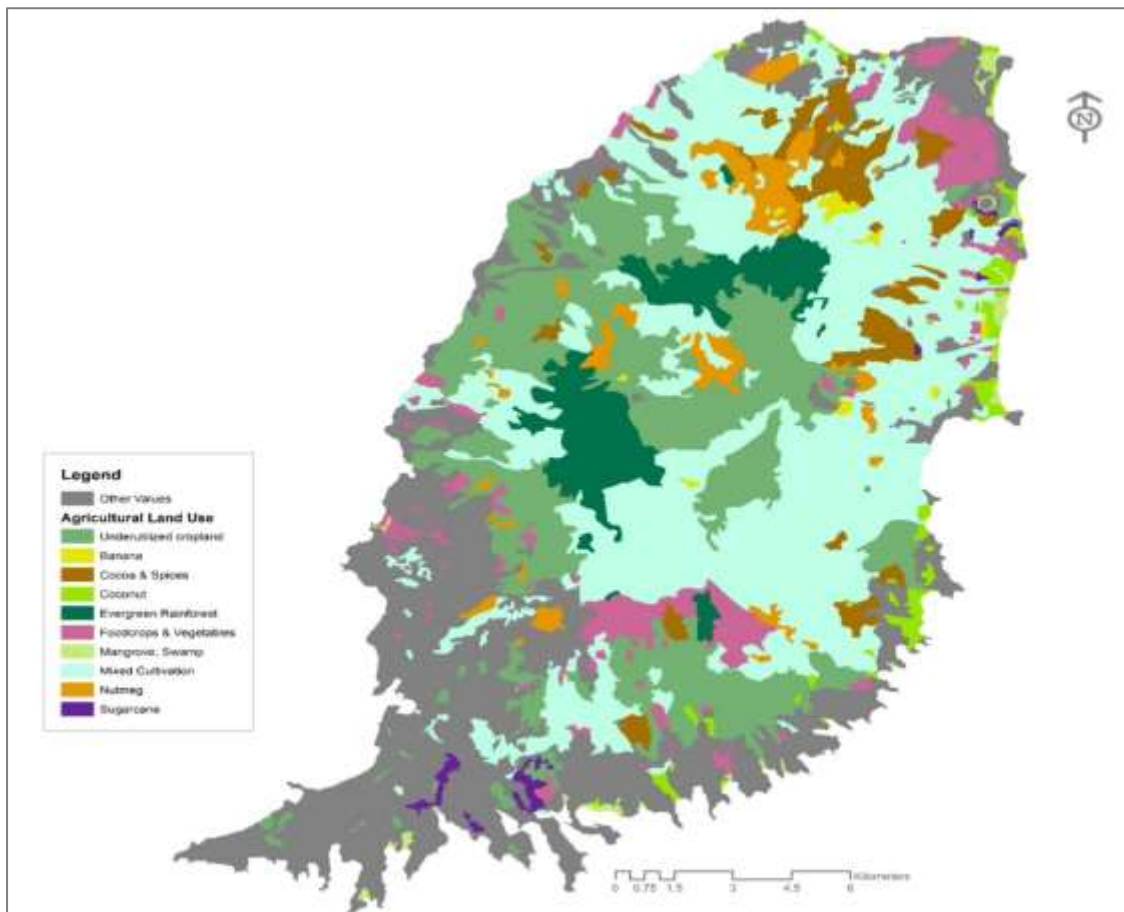 N
Legend
Other Values
Agricultural Land Use
Underutilized cropland
Banana
Cocoa & Spices
Coconut
Evergreen Rainforest
Foodcrops & Vegetables
Mangrove, Swamp
Mixed Cultivation
Nutmeg
Sugarcane
Kilometers
0 0.75 1.5 3 4.5 6